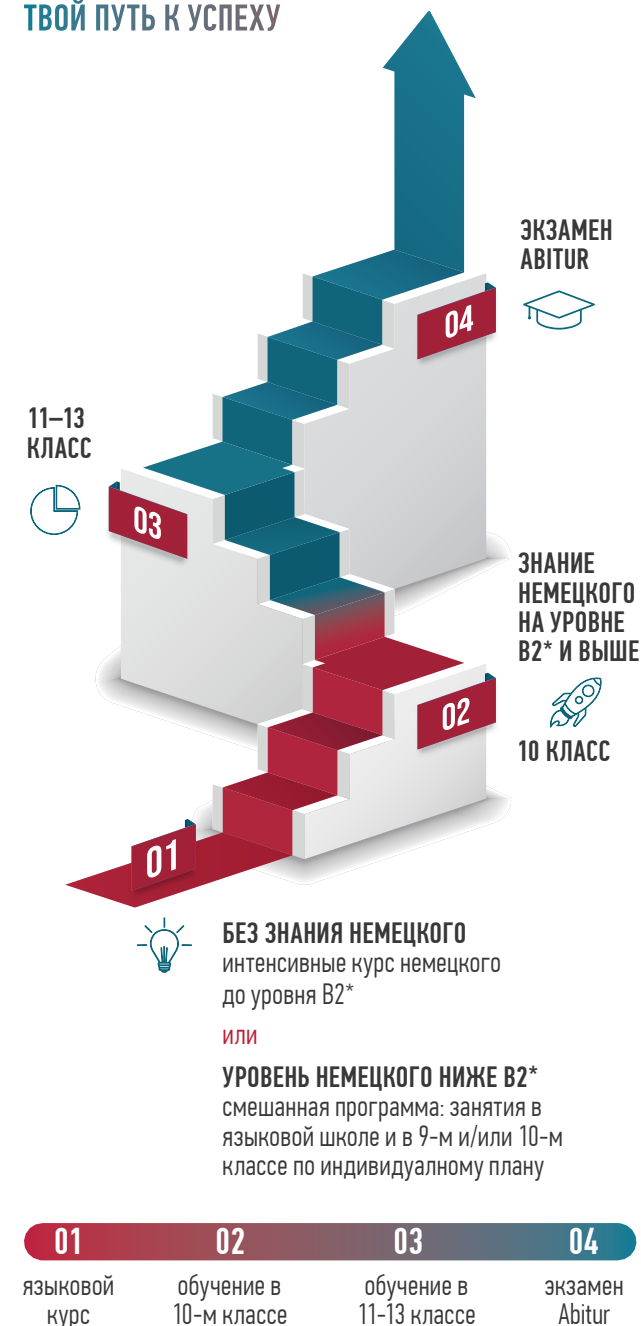 ТВОЙ ПУТЬ К УСПЕХУ
ЭКЗАМЕН
ABITUR
04
11–13
КЛАСС
03
ЗНАНИЕ
НЕМЕЦКОГО
НА УРОВНЕ
B2* И ВЫШЕ
02
10 КЛАСС
01
БЕЗ ЗНАНИЯ НЕМЕЦКОГО
интенсивные курс немецкого
до уровня B2*
или
УРОВЕНЬ НЕМЕЦКОГО НИЖЕ B2*
смешанная программа: занятия в
языковой школе и в 9-м и/или 10-м
классе по индивидуалному плану
01 02 03 04
языковой обучение в обучение в экзамен
курс 10-м классе 11-13 классе Abitur